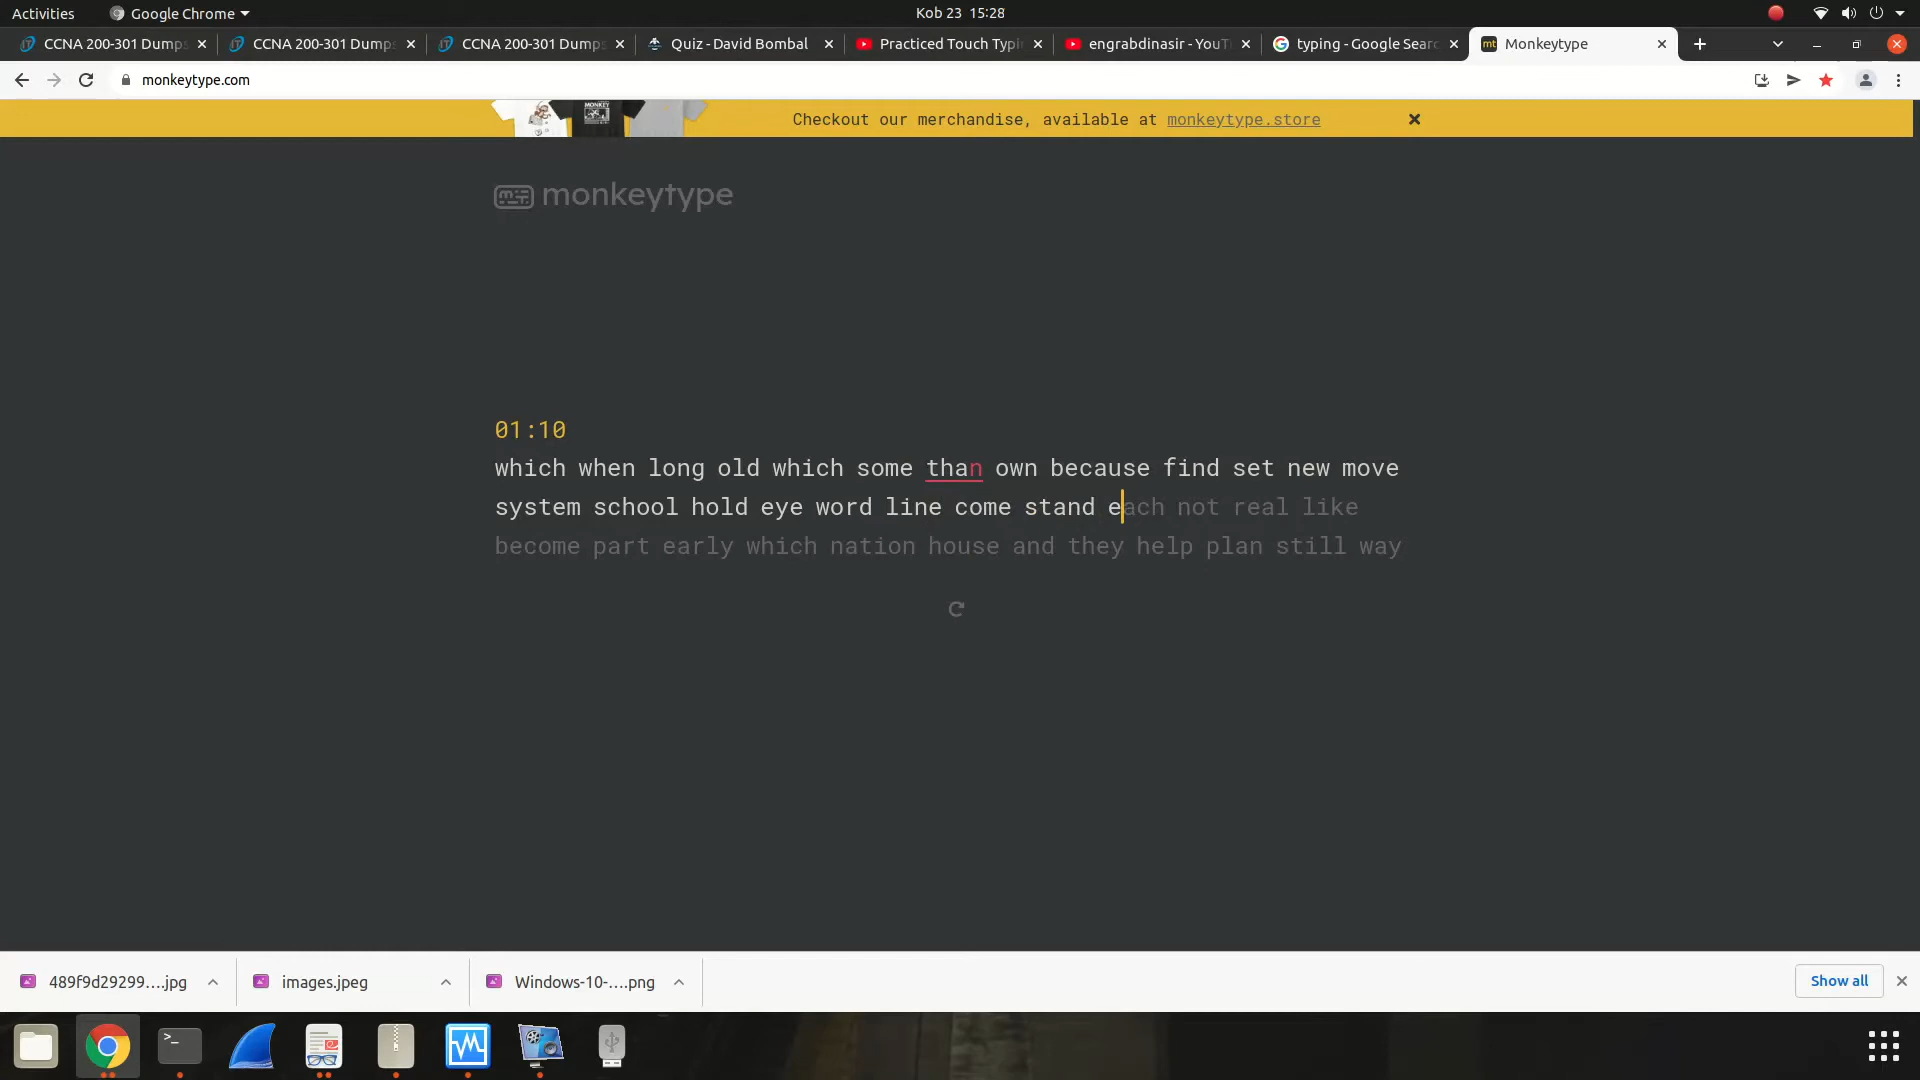 Activities
Google Chrome
Kob 23 15:28
CCNA 200-301 Dumps
CCNA 200-301 Dumps
CCNA 200-301 Dumps
Quiz - David Bombal
Practiced Touch Typi
engrabdinasir - YouT
typing - Google Searc
mt
Monkeytype
monkeytype.com
MONKEY
Checkout our merchandise, available at monkeytype.store
monkeytype
01:10
which when long old which some than own because find set new move
system school hold eye word line come stand each not real like
become part early which nation house and they help plan still way
489f9d29299....jpg
images.jpeg
Windows-10-....png
Show all
>_